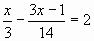 x/3 − (3x − 1)/14 = 2